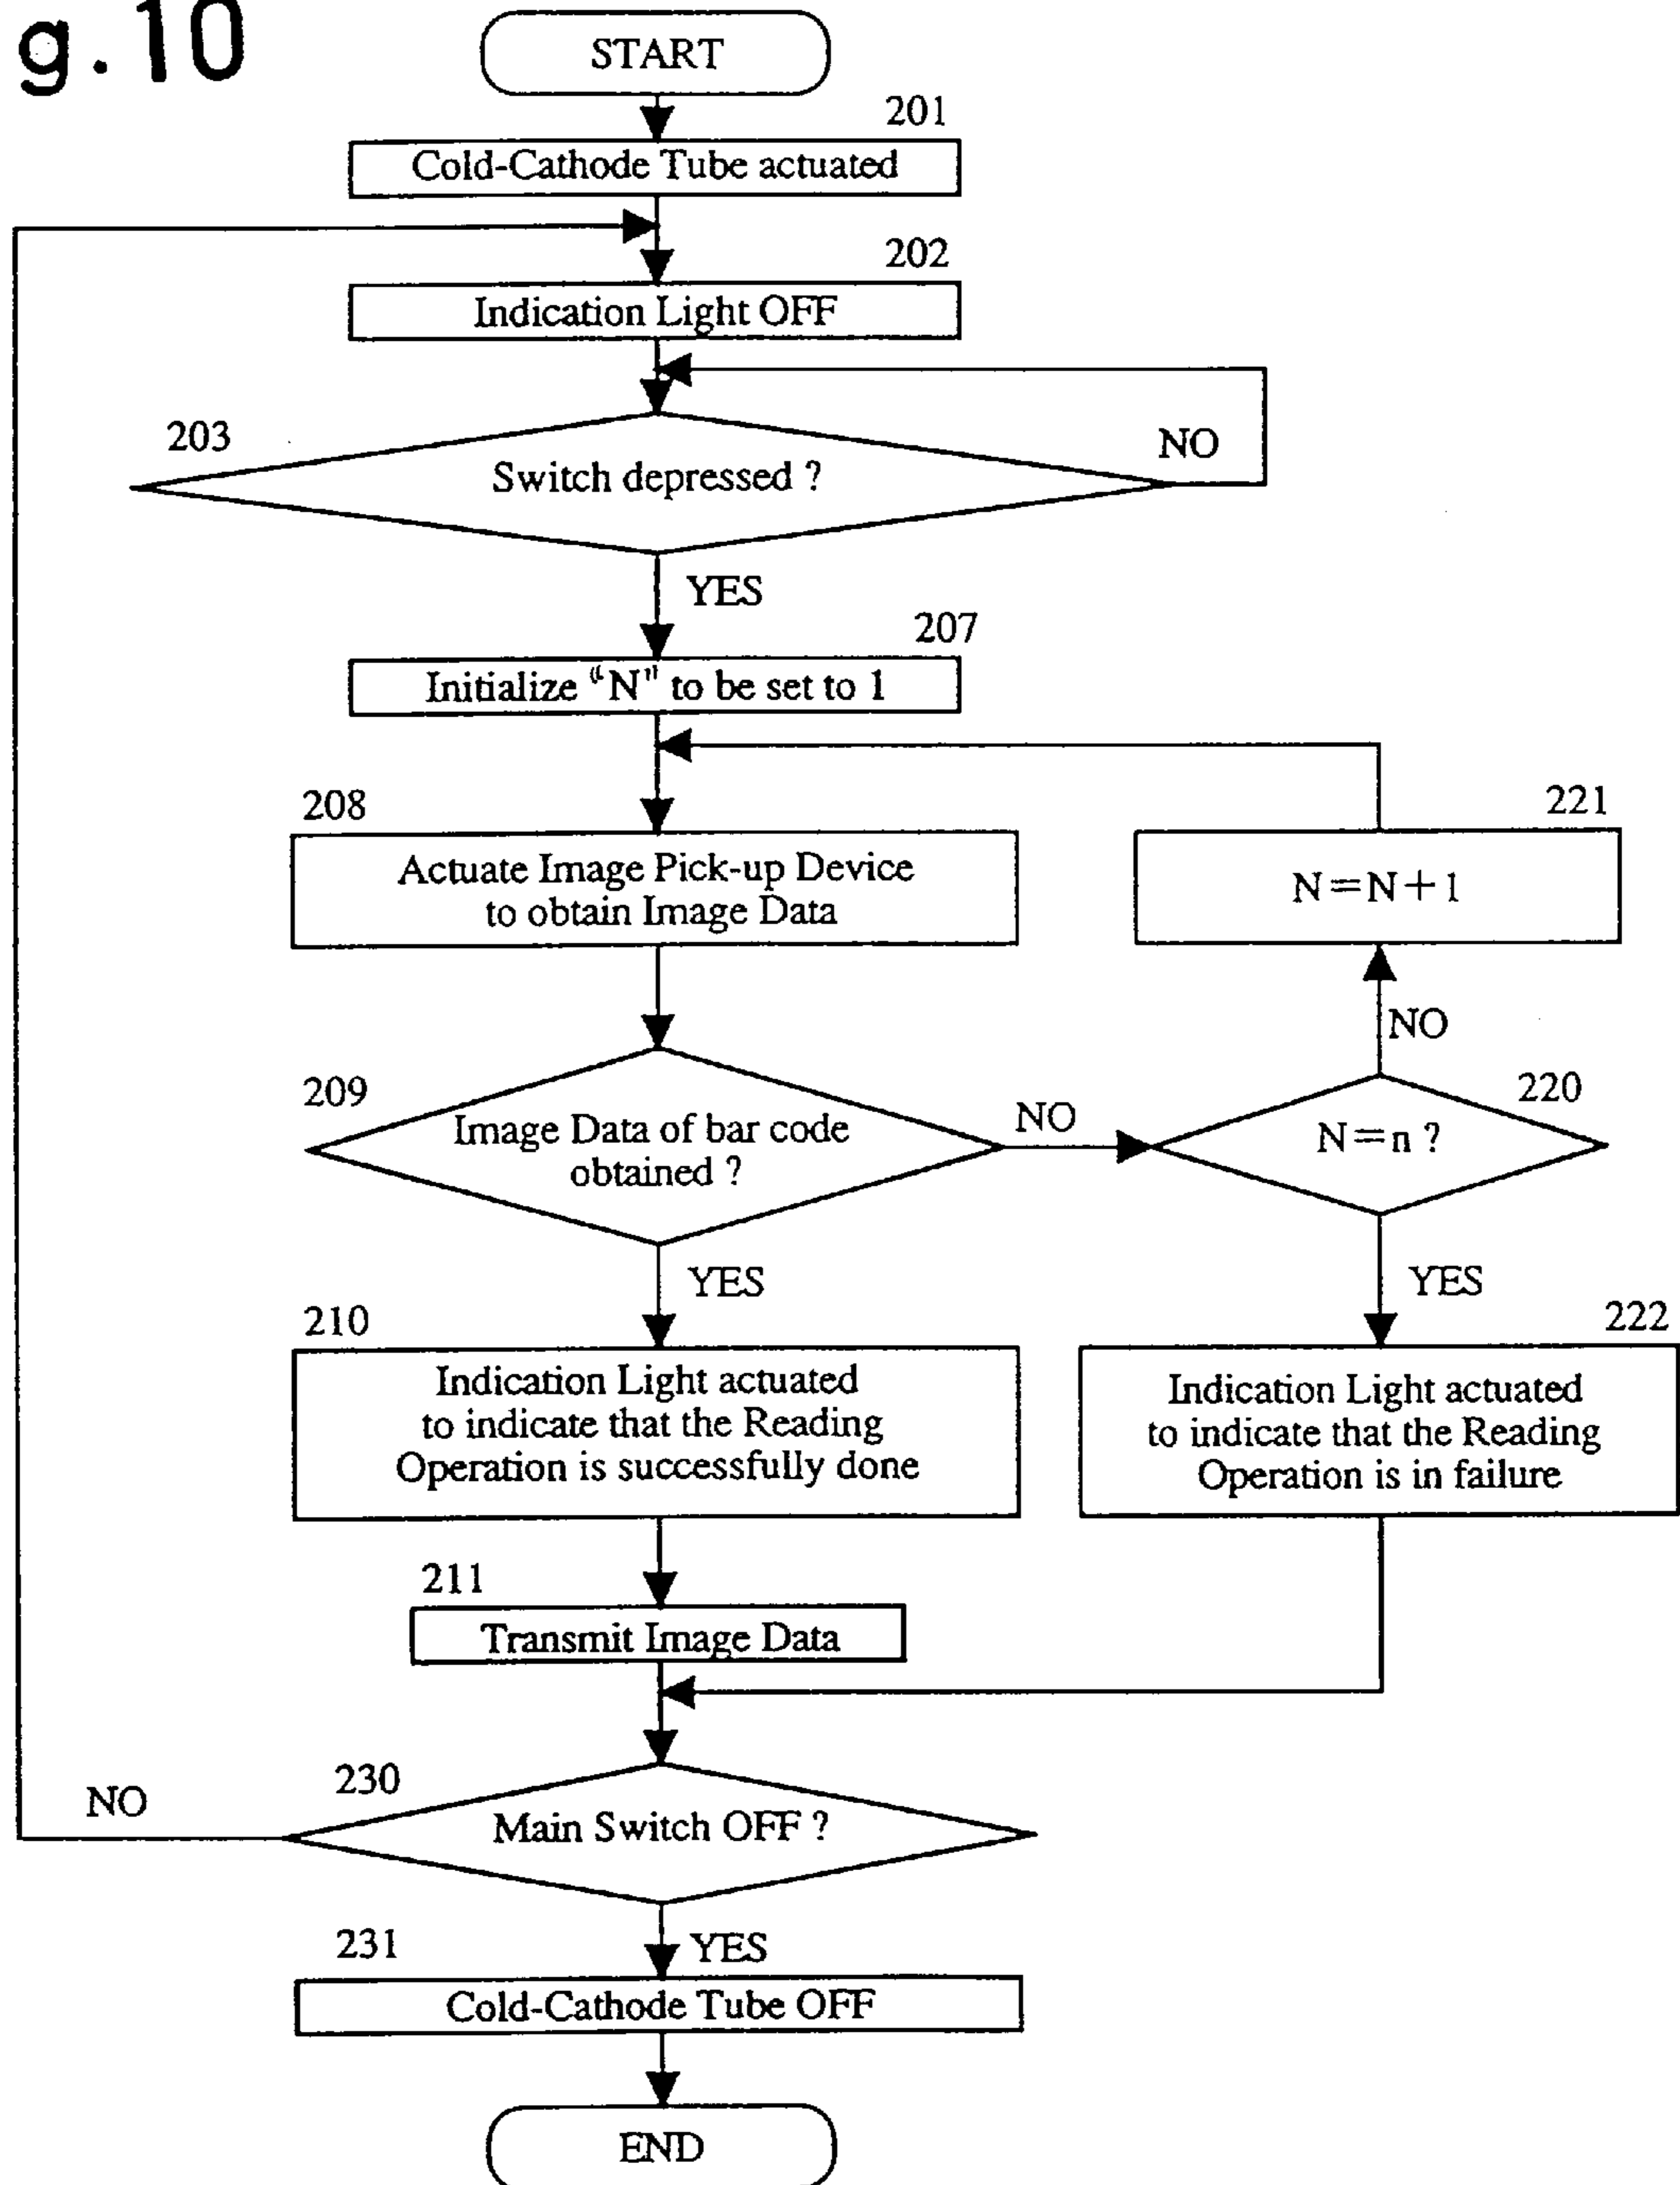 g.10
START
201
Cold-Cathode Tube actuated
202
Indication Light OFF
203
Switch depressed ?
NO
YES
207
Initialize "N" to be set to 1
208
Actuate Image Pick-up Device
to obtain Image Data
221
N=N+1
NO
209
Image Data of bar code
obtained ?
NO
220
N=n ?
YES
YES
210
Indication Light actuated
to indicate that the Reading
Operation is successfully done
222
Indication Light actuated
to indicate that the Reading
Operation is in failure
211
Transmit Image Data
230
NO
Main Switch OFF ?
231
YES
Cold-Cathode Tube OFF
END